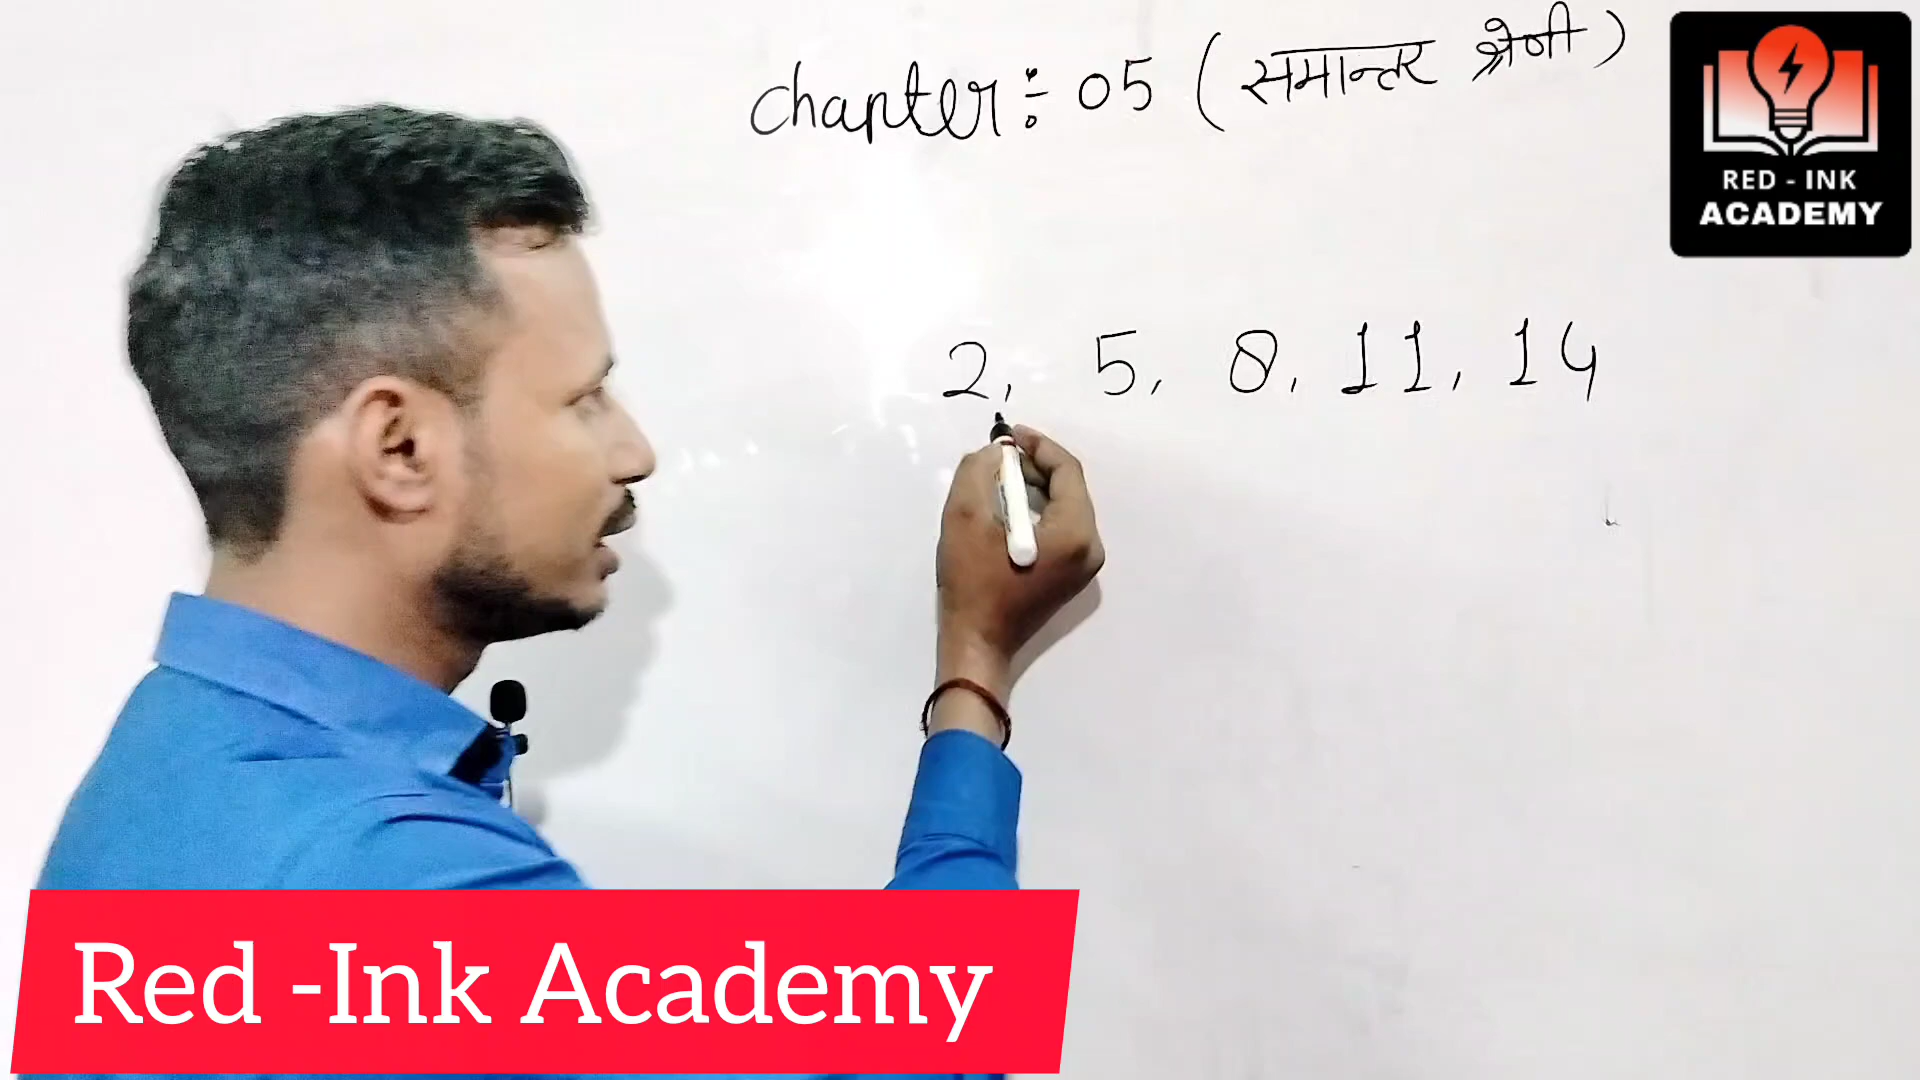 chapter:- 05 (समान्तर श्रेणी)
RED - INK
ACADEMY
2, 5, 8, 11, 14
Red -Ink Academy